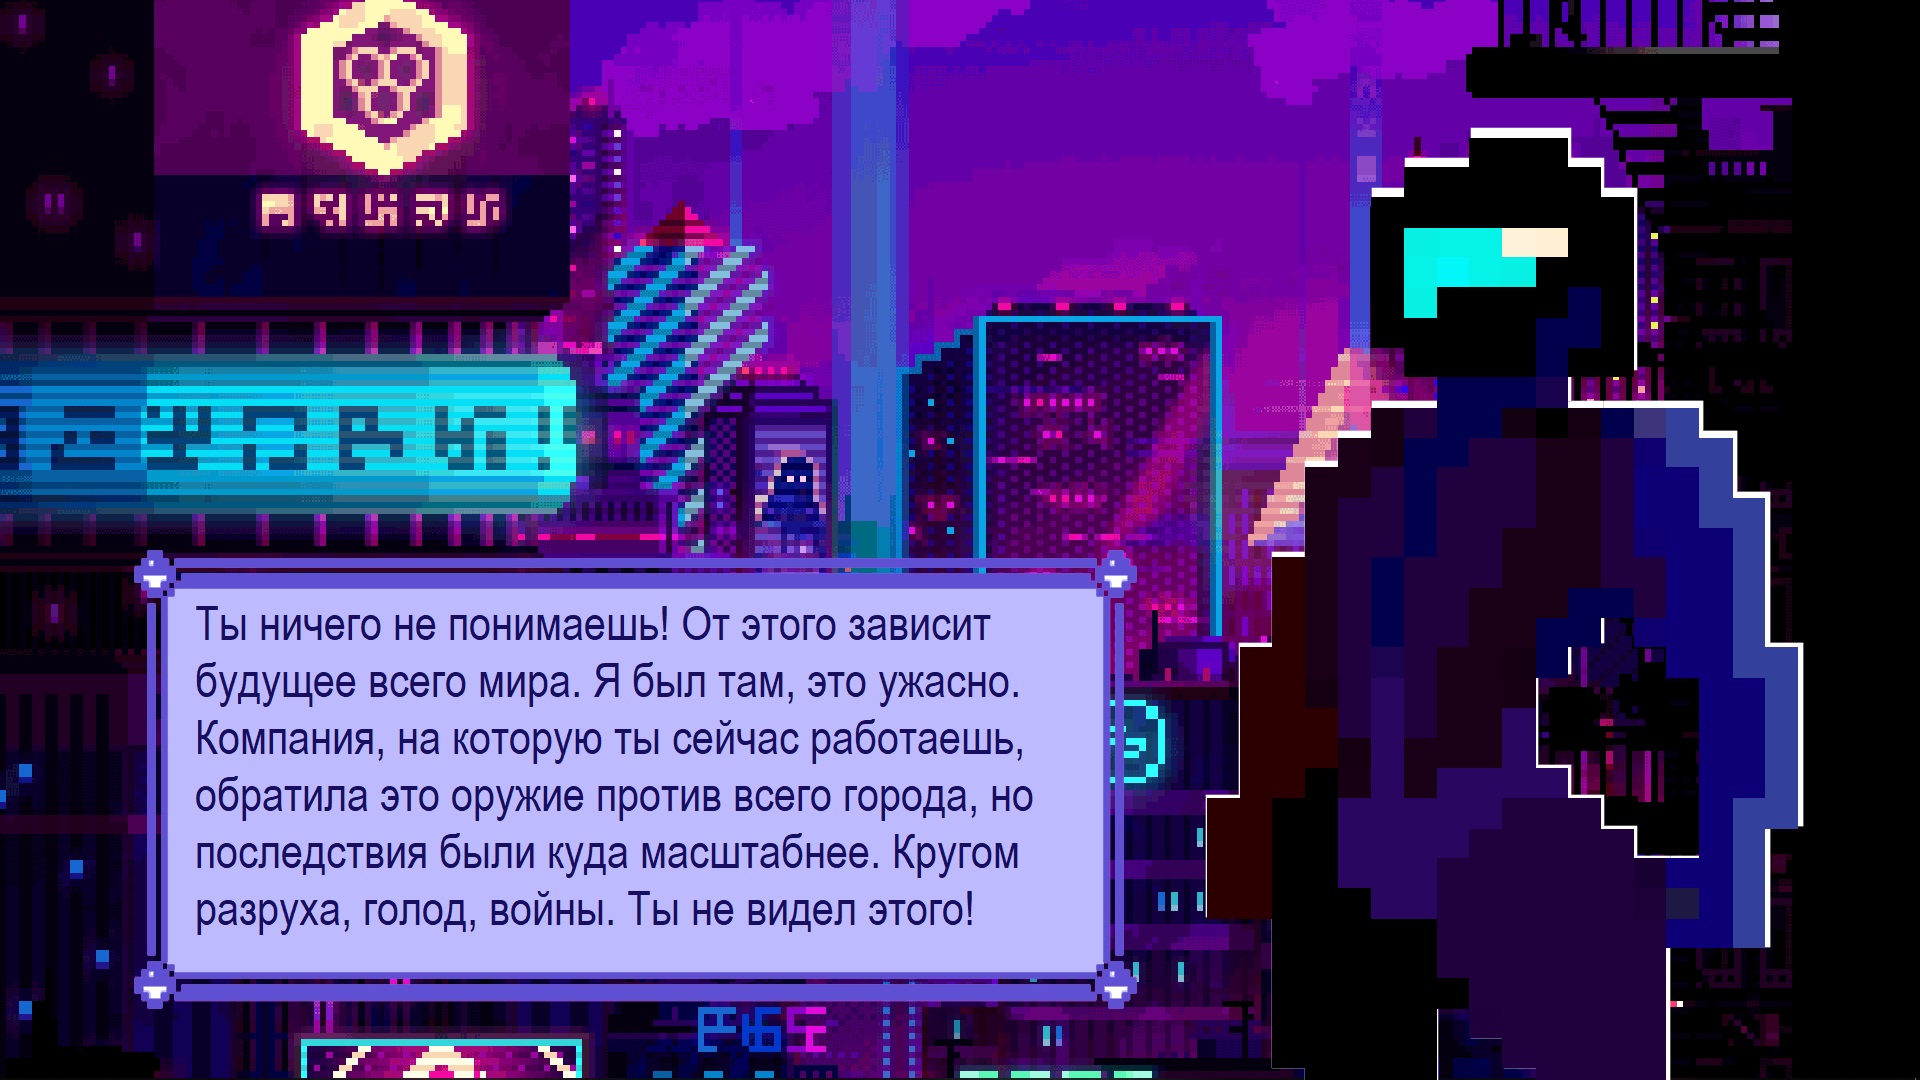 Ты ничего не понимаешь! От этого зависит
будущее всего мира. Я был там, это ужасно.
Компания, на которую ты сейчас работаешь,
обратила это оружие против всего города, но
последствия были куда масштабнее. Кругом
разруха, голод, войны. Ты не видел этого!